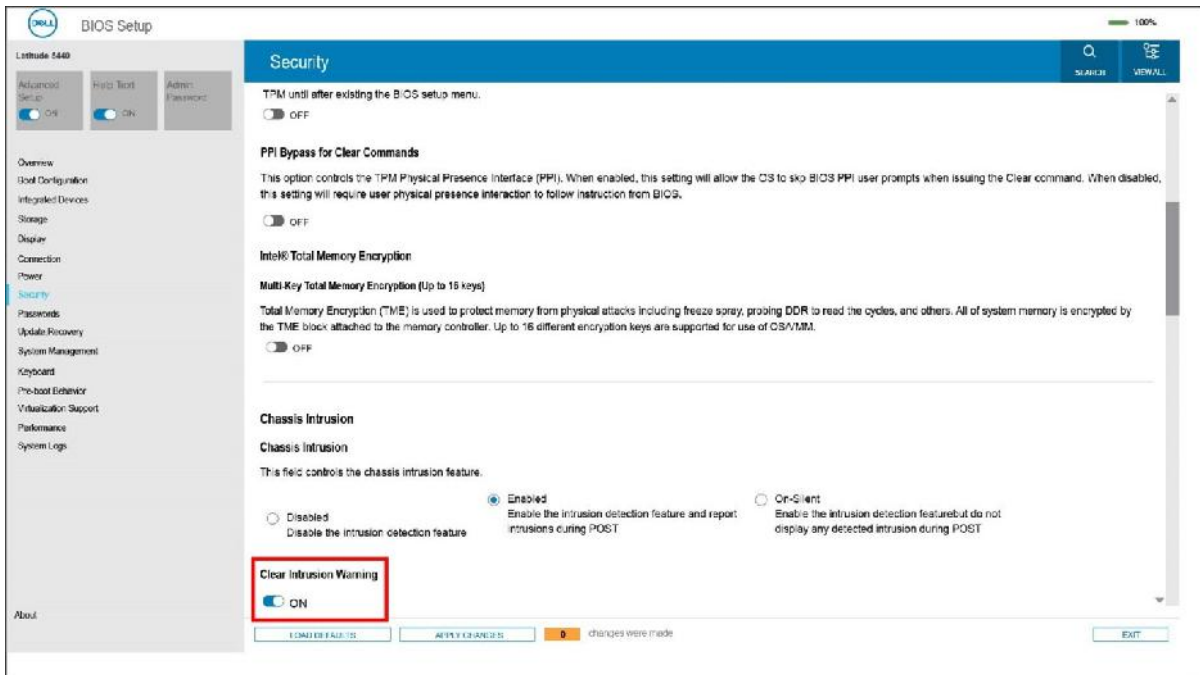 DELL
BIOS Setup
100%
Latitude 5440
Advanced Setup
Off
Help Text
ON
Admin Password
Security
SEARCH
VIEW ALL
Overview
Boot Configuration
Integrated Devices
Storage
Display
Connection
Power
Security
Passwords
Update Recovery
System Management
Keyboard
Pre-boot Behavior
Virtualization Support
Performance
System Logs
About
TPM until after existing the BIOS setup menu.
OFF
PPI Bypass for Clear Commands
This option controls the TPM Physical Presence Interface (PPI). When enabled, this setting will allow the OS to skp BIOS PPI user prompts when issuing the Clear command. When disabled,
this setting will require user physical presence interaction to follow instruction from BIOS.
OFF
Intel® Total Memory Encryption
Multi-Key Total Memory Encryption (Up to 16 keys)
Total Memory Encryption (TME) is used to protect memory from physical attacks including freeze spray, probing DDR to read the cycles, and others. All of system memory is encrypted by
the TME block attached to the memory controller. Up to 16 different encryption keys are supported for use of OS/VMM.
OFF
Chassis Intrusion
Chassis Intrusion
This field controls the chassis intrusion feature.
Disabled
Disable the intrusion detection feature
Enabled
Enable the intrusion detection feature and report
intrusions during POST
On-Silent
Enable the intrusion detection featurebut do not
display any detected intrusion during POST
Clear Intrusion Warning
ON
LOAD DEFAULTS
APPLY CHANGES
0 changes were made
EXIT